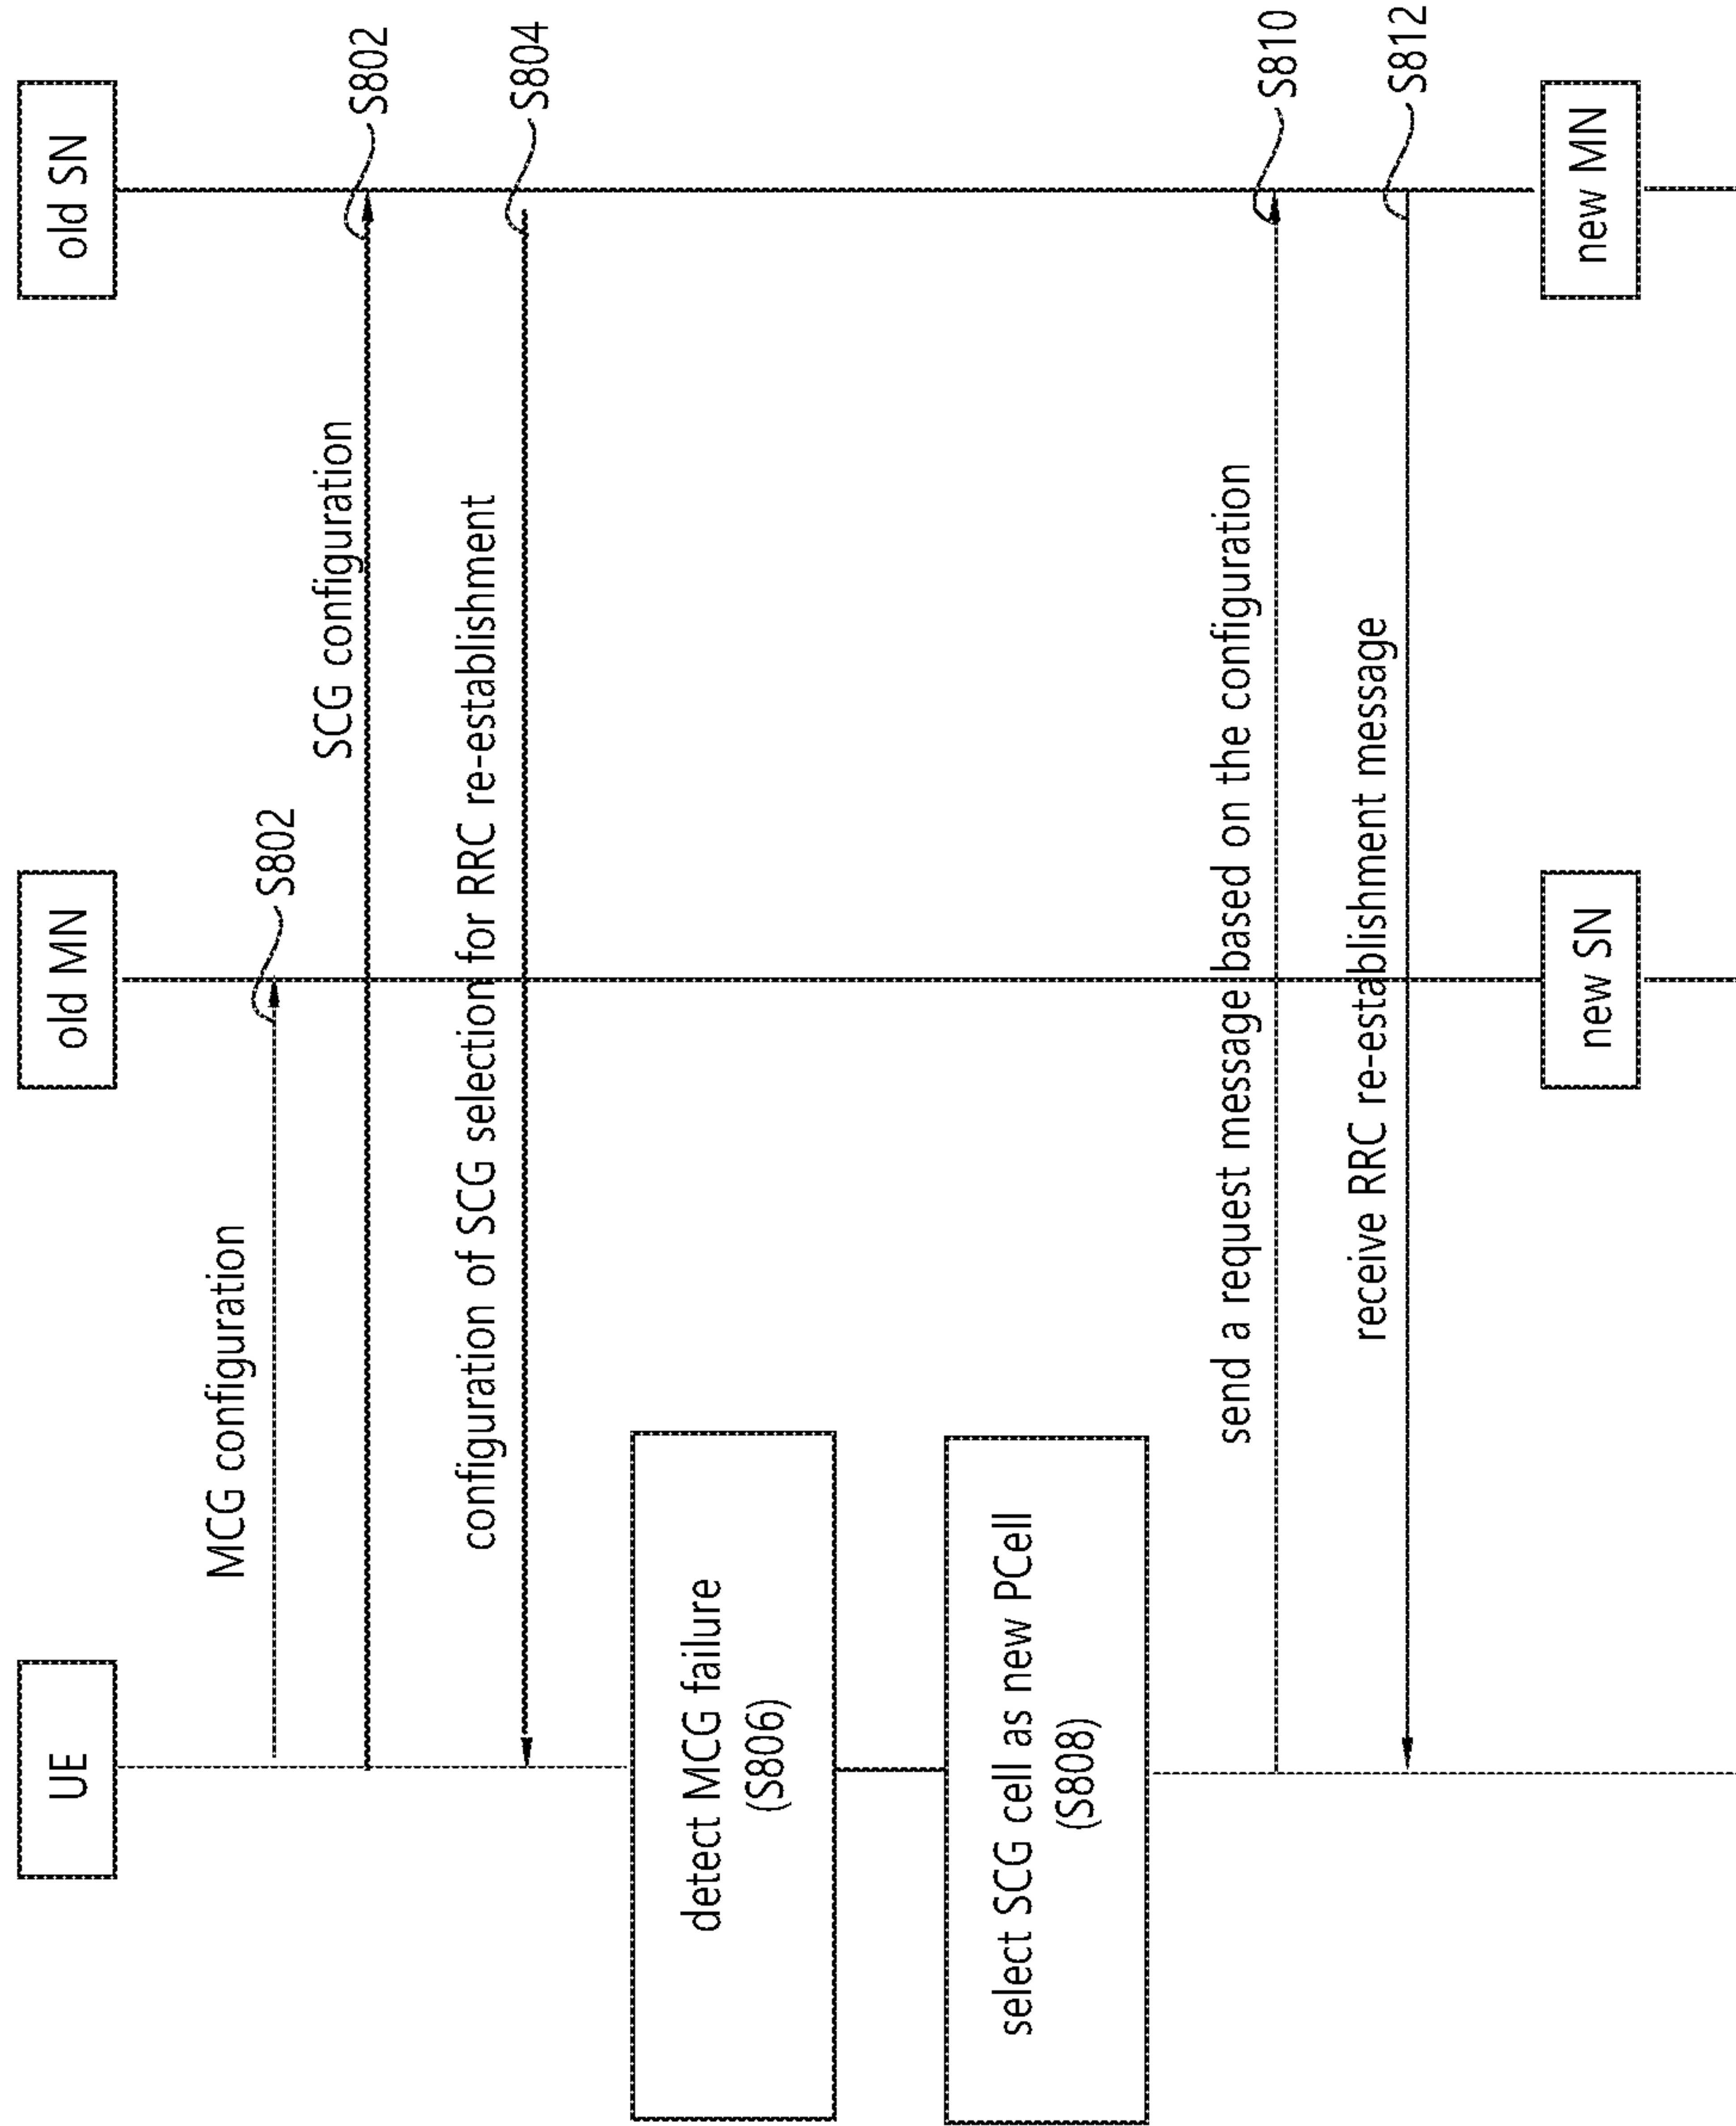 UE
old MN
old SN
MCG configuration
S802
SCG configuration
S802
configuration of SCG selection for RRC re-establishment
S804
detect MCG failure
(S806)
select SCG cell as new PCell
(S808)
send a request message based on the configuration
S810
receive RRC re-establishment message
S812
new SN
new MN